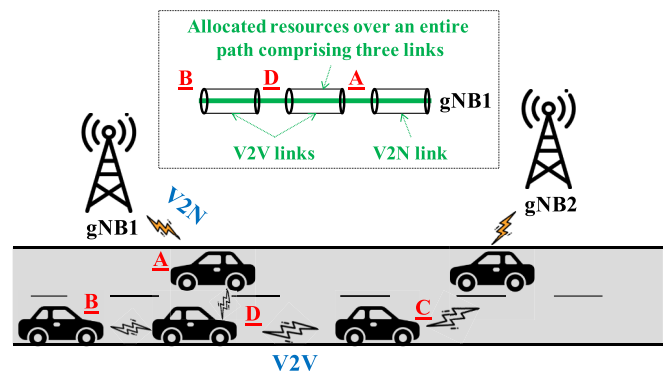 Allocated resources over an entire
path comprising three links
B D A
gNB1
V2V links V2N link
gNB1
V2N
gNB2
A
B
D
C
V2V